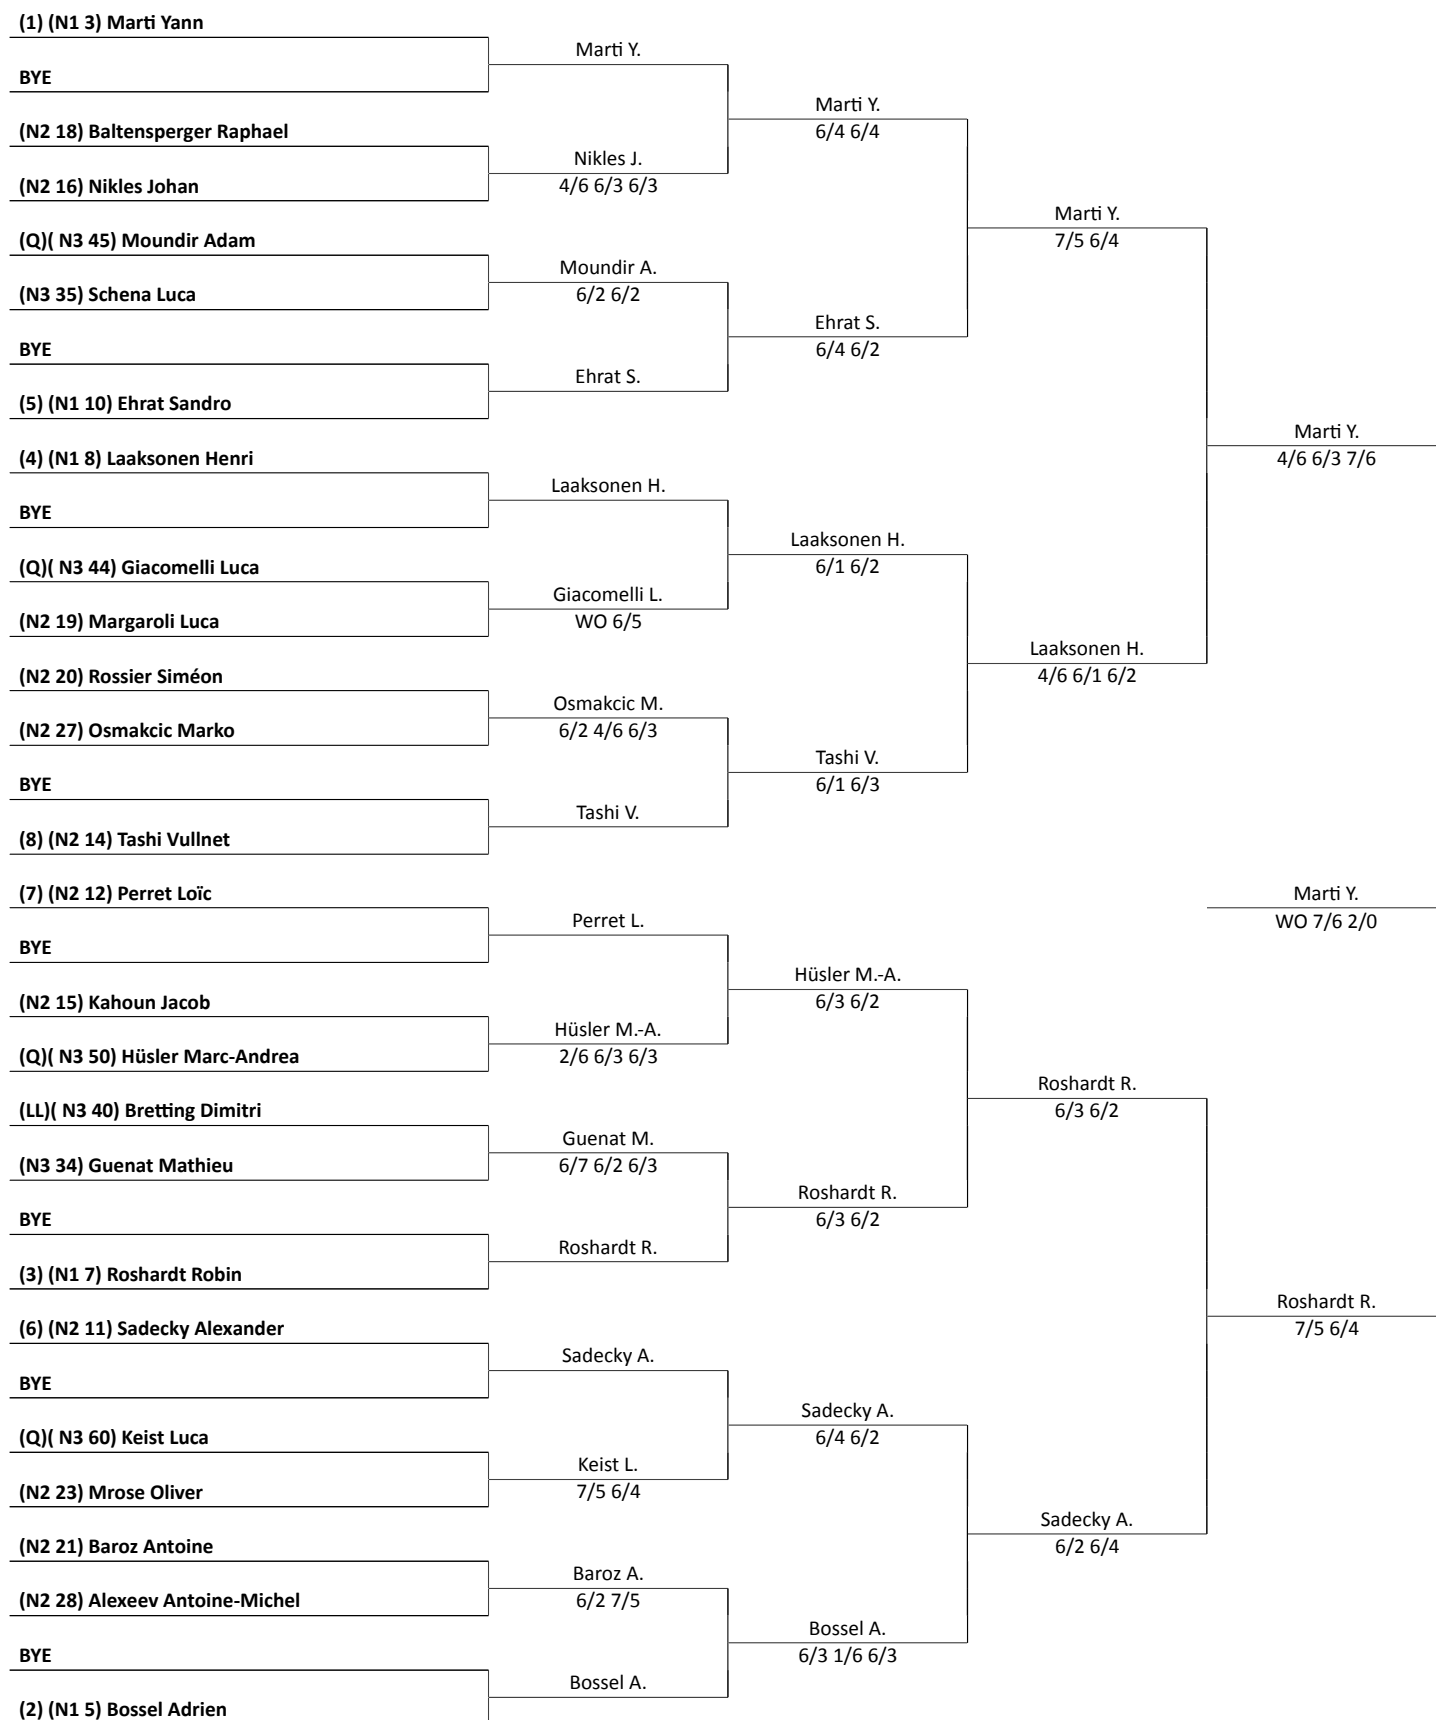 (1) (N1 3) Marti Yann
Marti Y.
BYE
Marti Y.
6/4 6/4
(N2 18) Baltensperger Raphael
Nikles J.
4/6 6/3 6/3
(N2 16) Nikles Johan
Marti Y.
7/5 6/4
(Q)( N3 45) Moundir Adam
Moundir A.
6/2 6/2
(N3 35) Schena Luca
Ehrat S.
6/4 6/2
BYE
Ehrat S.
(5) (N1 10) Ehrat Sandro
Marti Y.
4/6 6/3 7/6
(4) (N1 8) Laaksonen Henri
Laaksonen H.
BYE
Laaksonen H.
6/1 6/2
(Q)( N3 44) Giacomelli Luca
Giacomelli L.
WO 6/5
(N2 19) Margaroli Luca
Laaksonen H.
4/6 6/1 6/2
(N2 20) Rossier Siméon
Osmakcic M.
6/2 4/6 6/3
(N2 27) Osmakcic Marko
Tashi V.
6/1 6/3
BYE
Tashi V.
(8) (N2 14) Tashi Vullnet
(7) (N2 12) Perret Loïc
Marti Y.
WO 7/6 2/0
Perret L.
BYE
Hüsler M.-A.
6/3 6/2
(N2 15) Kahoun Jacob
Hüsler M.-A.
2/6 6/3 6/3
(Q)( N3 50) Hüsler Marc-Andrea
Roshardt R.
6/3 6/2
(LL)( N3 40) Bretting Dimitri
Guenat M.
6/7 6/2 6/3
(N3 34) Guenat Mathieu
Roshardt R.
6/3 6/2
BYE
Roshardt R.
(3) (N1 7) Roshardt Robin
Roshardt R.
7/5 6/4
(6) (N2 11) Sadecky Alexander
Sadecky A.
BYE
Sadecky A.
6/4 6/2
(Q)( N3 60) Keist Luca
Keist L.
7/5 6/4
(N2 23) Mrose Oliver
Sadecky A.
6/2 6/4
(N2 21) Baroz Antoine
Baroz A.
6/2 7/5
(N2 28) Alexeev Antoine-Michel
Bossel A.
6/3 1/6 6/3
BYE
Bossel A.
(2) (N1 5) Bossel Adrien